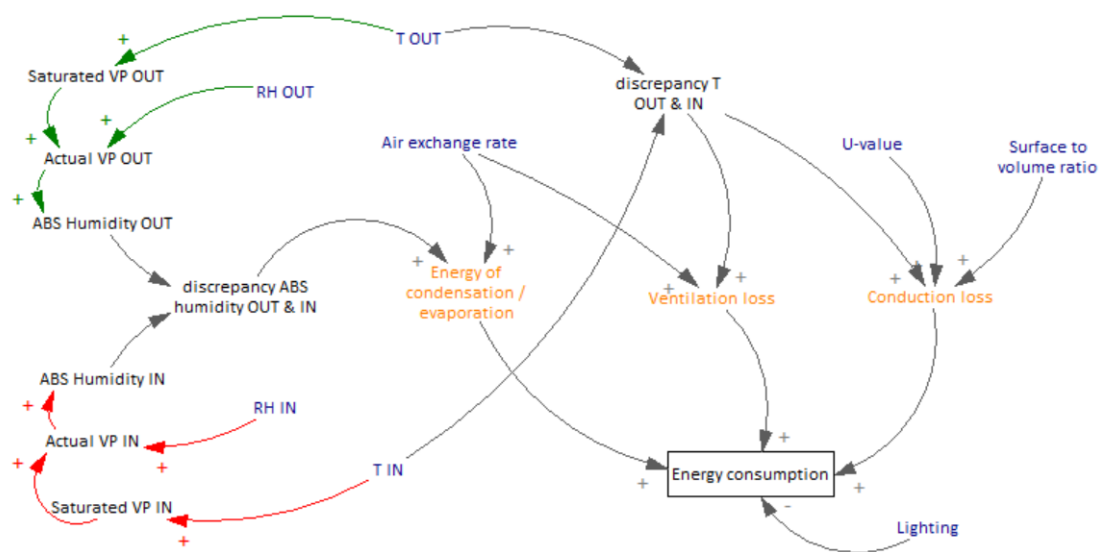 +
T OUT
Saturated VP OUT
discrepancy T
OUT & IN
RH OUT
+
+
Air exchange rate
U-value
Surface to
volume ratio
Actual VP OUT
+
ABS Humidity OUT
+
+
+
+
+
+
+
discrepancy ABS
humidity OUT & IN
Energy of
condensation /
evaporation
Ventilation loss
Conduction loss
+
ABS Humidity IN
+
RH IN
Actual VP IN
+
+
+
T IN
Energy consumption
+
+
-
Saturated VP IN
+
Lighting